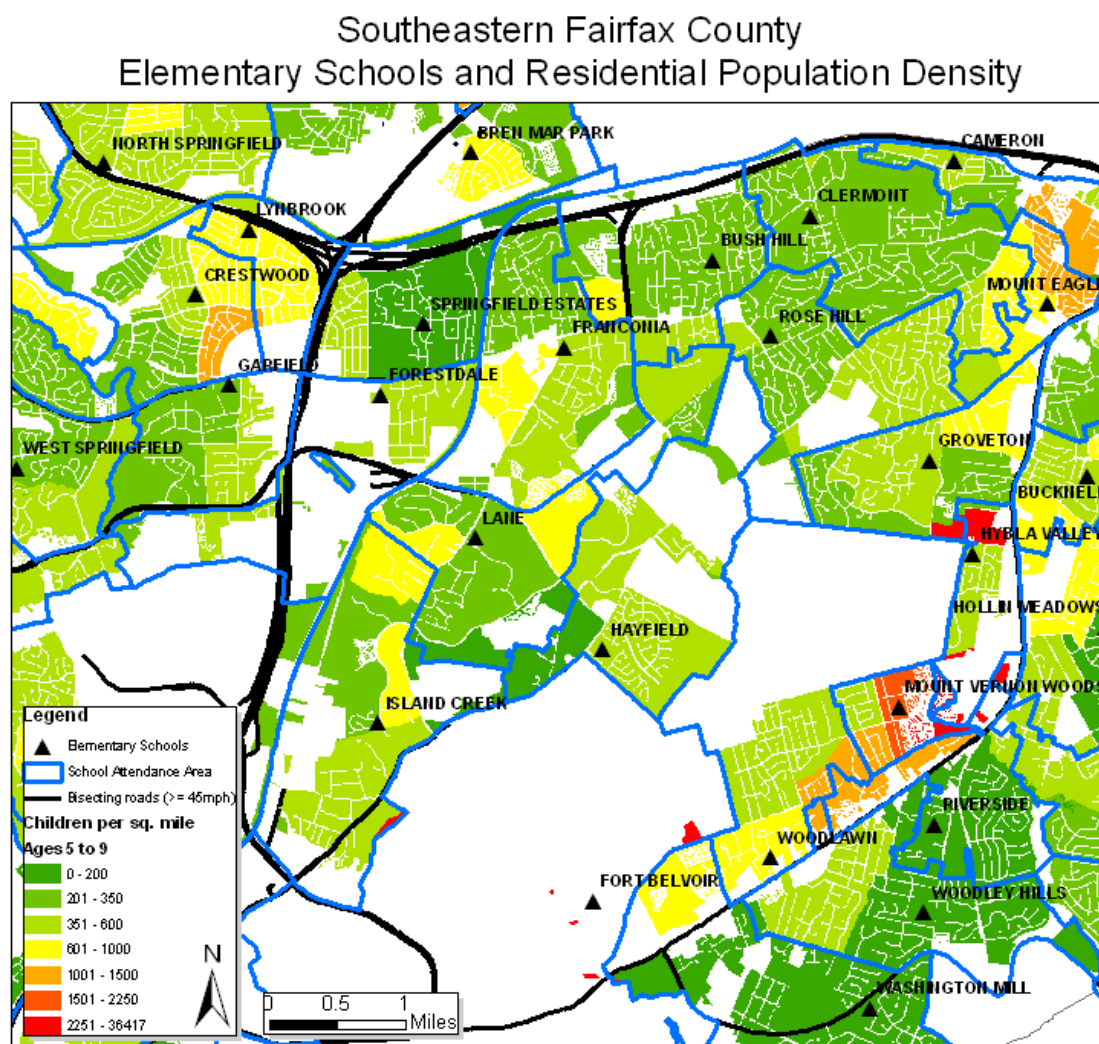 Southeastern Fairfax County
Elementary Schools and Residential Population Density
BREN MAR PARK
CAMERON
NORTH SPRINGFIELD
CLERMONT
LYNBROOK
BUSH HILL
CRESTWOOD
MOUNT EAGLE
SPRINGFIELD ESTATES
ROSE HILL
FRANCONIA
GARFIELD
FORESTDALE
WEST SPRINGFIELD
GROVETON
BUCKNELL
LANE
HYBLA VALLEY
HOLLIN MEADOWS
HAYFIELD
MOUNT VERNON WOODS
ISLAND CREEK
RIVERSIDE
WOODLAWN
FORT BELVOIR
WOODLEY HILLS
WASHINGTON MILL
Legend
Elementary Schools
School Attendance Area
Bisecting roads (>= 45mph)
Children per sq. mile
Ages 5 to 9
0 - 200
201 - 350
351 - 600
601 - 1000
1001 - 1500
1501 - 2250
2251 - 36417
N
0 0.5 1
Miles